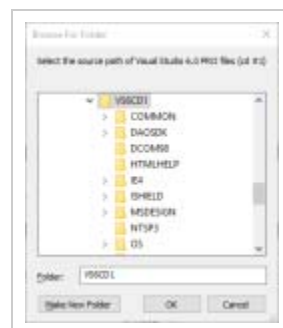 Browse For Folder
Select the source path of Visual Studio 6.0 PRO files (cd #1)
VS6CD1
COMMON
DAOSDK
DCOM98
HTMLHELP
IE4
ISHIELD
MSDESIGN
NTSP3
OS
Folder:
VS6CD1
Make New Folder
OK
Cancel